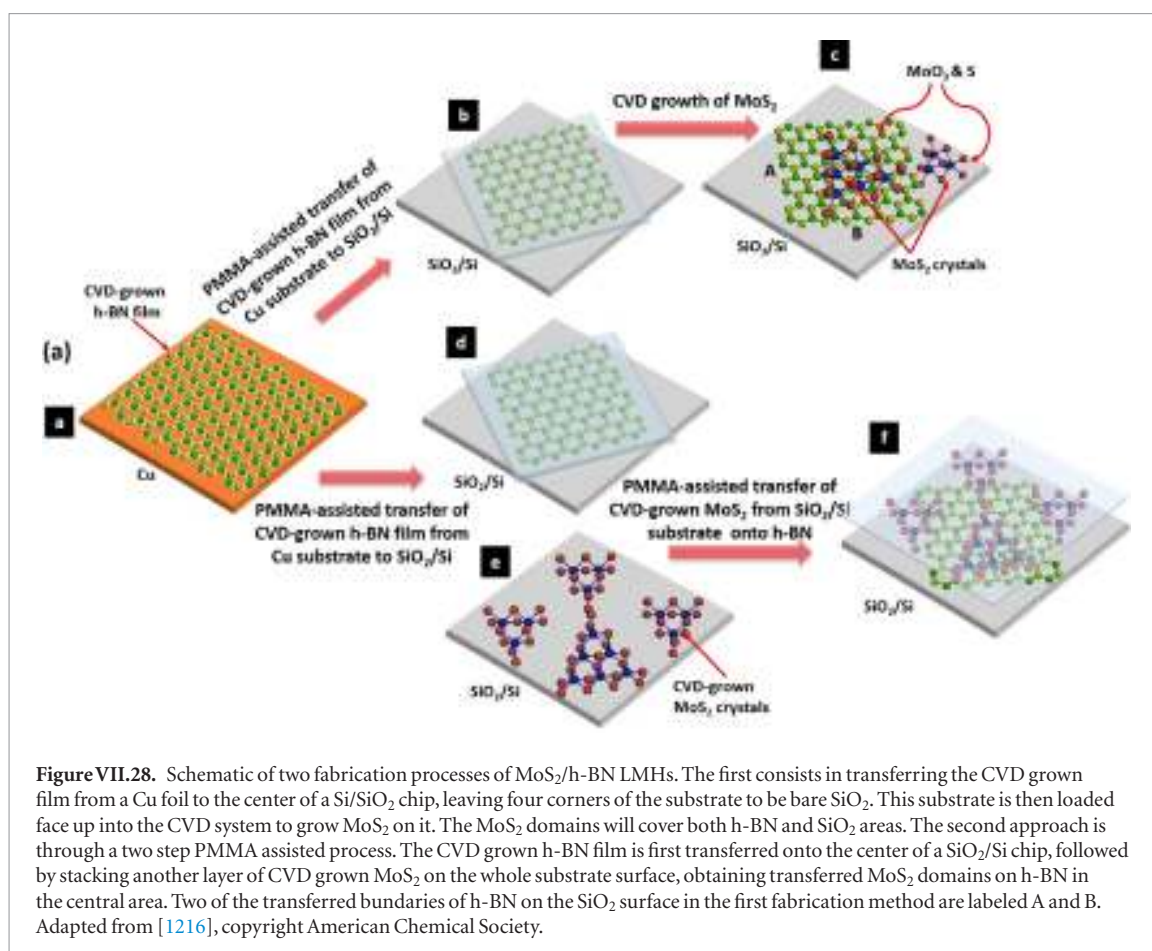 c
MoO₃ & S
b
CVD growth of MoS₂
A
B
SiO₂/Si
MoS₂ crystals
SiO₂/Si
PMMA-assisted transfer of
CVD-grown h-BN film from
Cu substrate to SiO₂/Si
CVD-grown
h-BN film
(a)
a
Cu
d
SiO₂/Si
PMMA-assisted transfer of
CVD-grown h-BN film from
Cu substrate to SiO₂/Si
PMMA-assisted transfer of
CVD-grown MoS₂ from SiO₂/Si
substrate onto h-BN
f
SiO₂/Si
e
SiO₂/Si
CVD-grown
MoS₂ crystals
Figure VII.28. Schematic of two fabrication processes of MoS₂/h-BN LMHs. The first consists in transferring the CVD grown
film from a Cu foil to the center of a Si/SiO₂ chip, leaving four corners of the substrate to be bare SiO₂. This substrate is then loaded
face up into the CVD system to grow MoS₂ on it. The MoS₂ domains will cover both h-BN and SiO₂ areas. The second approach is
through a two step PMMA assisted process. The CVD grown h-BN film is first transferred onto the center of a SiO₂/Si chip, followed
by stacking another layer of CVD grown MoS₂ on the whole substrate surface, obtaining transferred MoS₂ domains on h-BN in
the central area. Two of the transferred bundaries of h-BN on the SiO₂ surface in the first fabrication method are labeled A and B.
Adapted from [1216], copyright American Chemical Society.